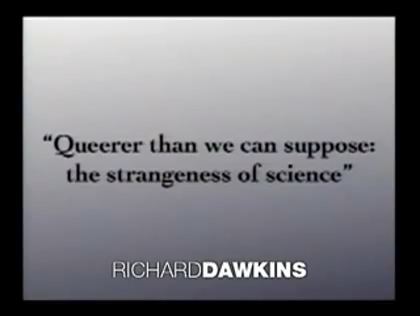 “Queerer than we can suppose:
the strangeness of science”
RICHARDDAWKINS